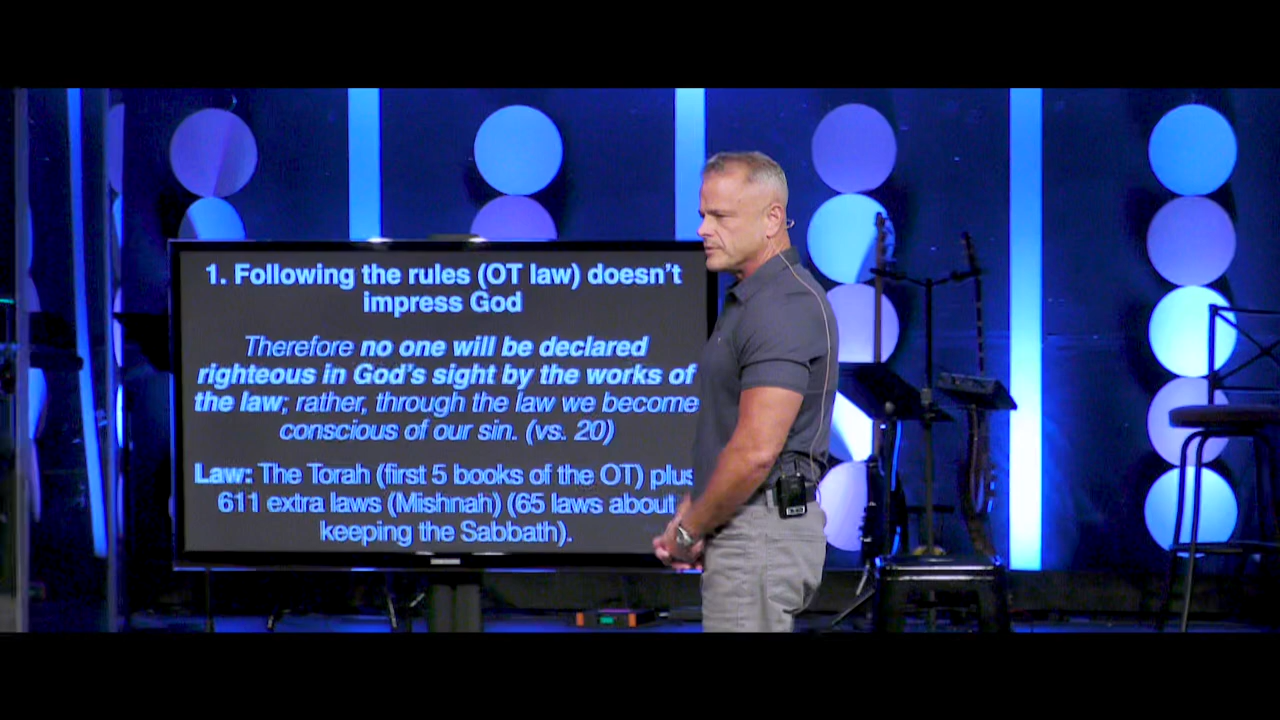 1. Following the rules (OT law) doesn’t
impress God
Therefore no one will be declared
righteous in God’s sight by the works of
the law; rather, through the law we become
conscious of our sin. (vs. 20)
Law: The Torah (first 5 books of the OT) plus
611 extra laws (Mishnah) (65 laws about
keeping the Sabbath).